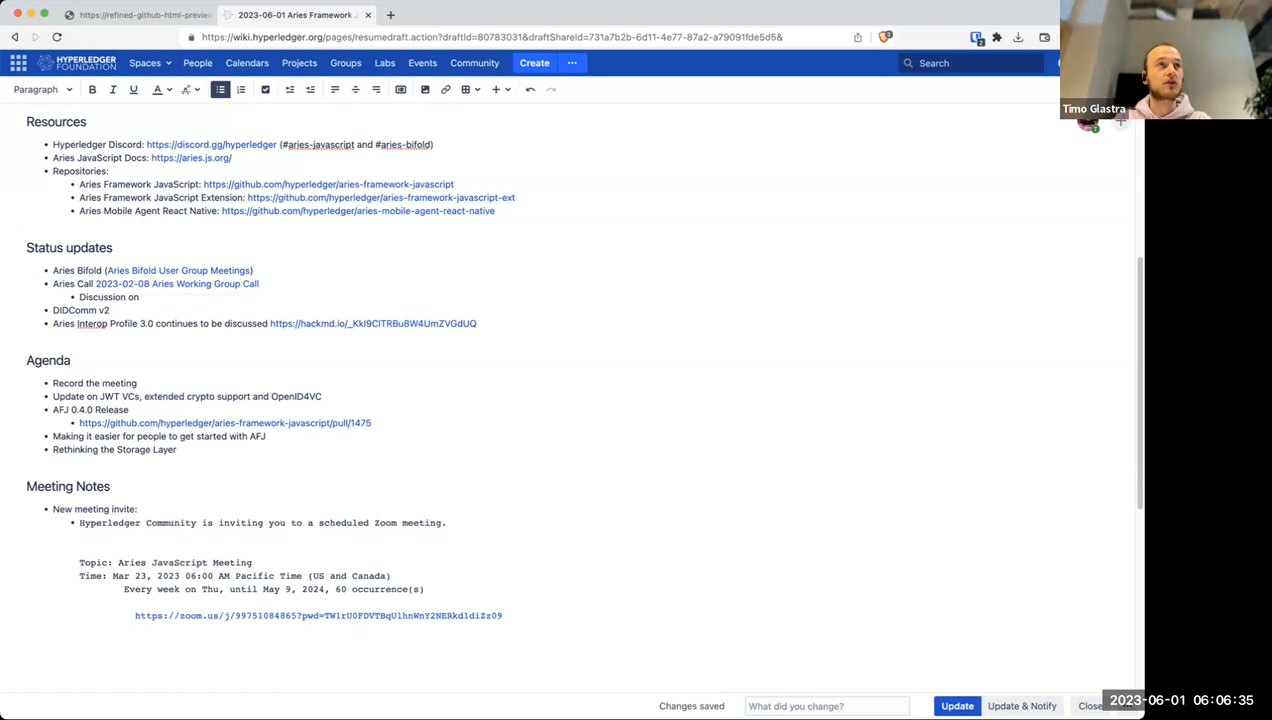 https://refined-github-html-preview
2023-06-01 Aries Framework J
https://wiki.hyperledger.org/pages/resumedraft.action?draftId=80783031&draftShareId=731a7b2b-6d11-4e77-87a2-a79091fde5d5&
HYPERLEDGER FOUNDATION Spaces People Calendars Projects Groups Labs Events Community Create Search
Timo Glastra
Paragraph
Resources
Hyperledger Discord: https://discord.gg/hyperledger (#aries-javascript and #aries-bifold)
Aries JavaScript Docs: https://aries.js.org/
Repositories:
Aries Framework JavaScript: https://github.com/hyperledger/aries-framework-javascript
Aries Framework JavaScript Extension: https://github.com/hyperledger/aries-framework-javascript-ext
Aries Mobile Agent React Native: https://github.com/hyperledger/aries-mobile-agent-react-native
Status updates
Aries Bifold (Aries Bifold User Group Meetings)
Aries Call 2023-02-08 Aries Working Group Call
Discussion on
DIDComm v2
Aries Interop Profile 3.0 continues to be discussed https://hackmd.io/_KkI9ClTRBu8W4UmZVGdUQ
Agenda
Record the meeting
Update on JWT VCs, extended crypto support and OpenID4VC
AFJ 0.4.0 Release
https://github.com/hyperledger/aries-framework-javascript/pull/1475
Making it easier for people to get started with AFJ
Rethinking the Storage Layer
Meeting Notes
New meeting invite:
Hyperledger Community is inviting you to a scheduled Zoom meeting.
Topic: Aries JavaScript Meeting
Time: Mar 23, 2023 06:00 AM Pacific Time (US and Canada)
Every week on Thu, until May 9, 2024, 60 occurrence(s)
https://zoom.us/j/99751084865?pwd=TW1rU0FDVTBqUlhnWnY2NERkd1diZz09
Changes saved What did you change? Update Update & Notify Close
2023-06-01 06:06:35